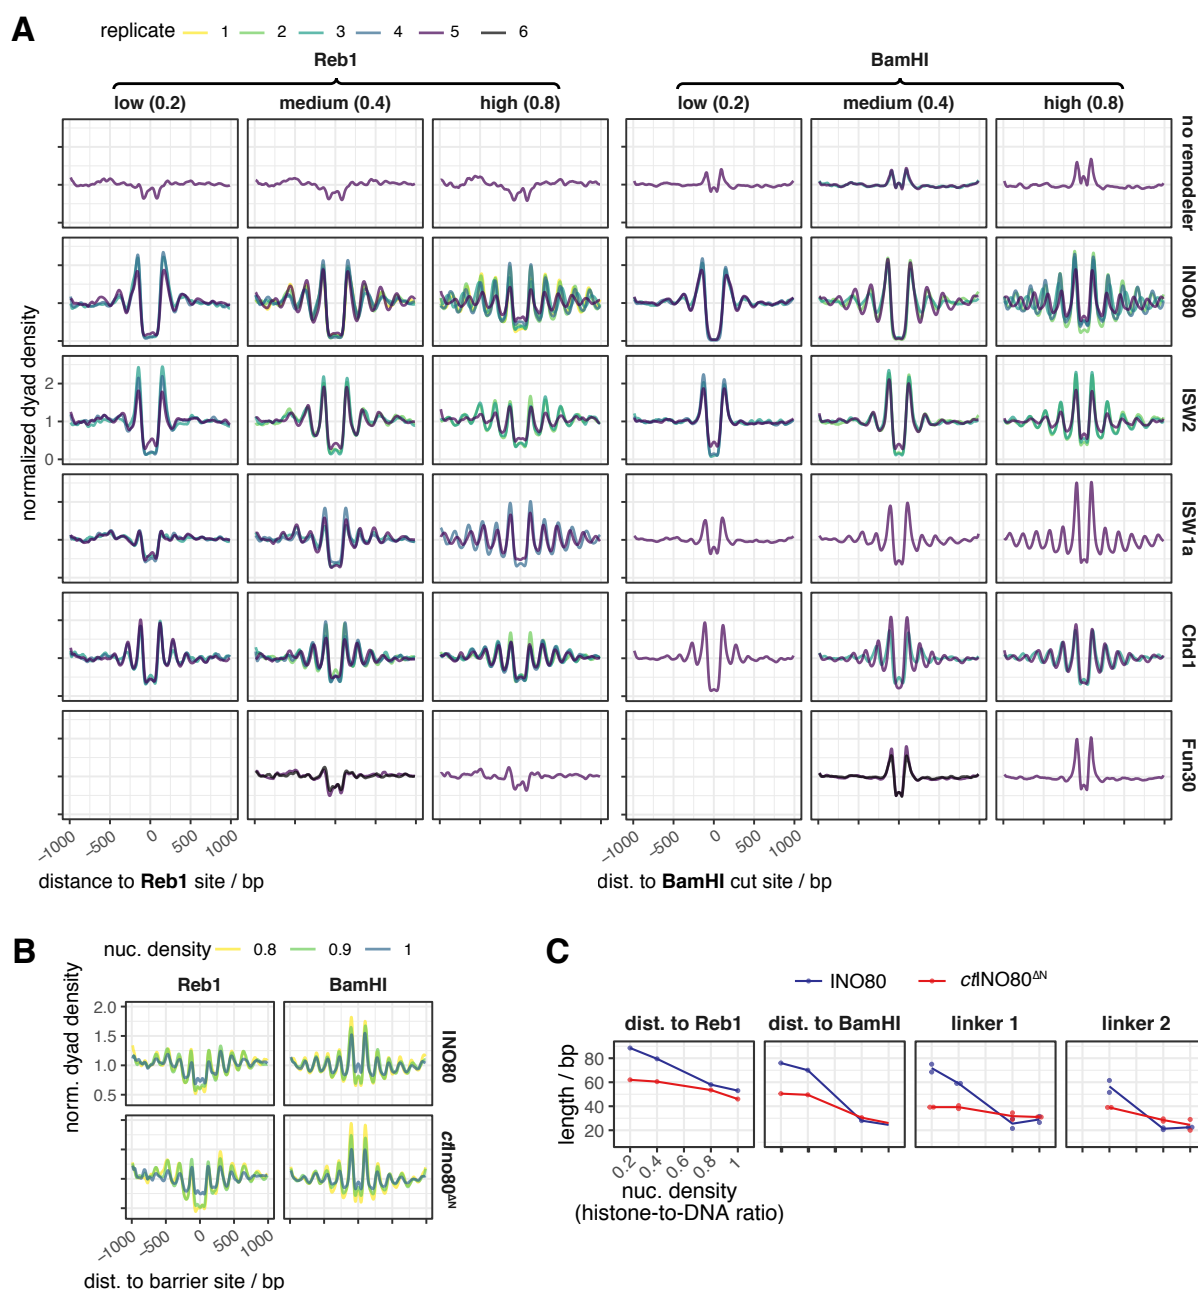 A
replicate 1 2 3 4 5 6
Reb1 BamHI
low (0.2) medium (0.4) high (0.8) low (0.2) medium (0.4) high (0.8)
no remodeler
INO80
ISW2
ISW1a
Chd1
Fun30
normalized dyad density
2
1
0
−1000 −500 0 500 1000 −1000 −500 0 500 1000
distance to Reb1 site / bp dist. to BamHI cut site / bp
B
nuc. density 0.8 0.9 1
Reb1 BamHI
norm. dyad density
2.0
1.5
1.0
0.5
INO80
ctIno80ΔN
−1000 −500 0 500 1000
dist. to barrier site / bp
C
INO80 ctINO80ΔN
dist. to Reb1 dist. to BamHI linker 1 linker 2
length / bp
80
60
40
20
0.2 0.4 0.6 0.8 1
nuc. density
(histone-to-DNA ratio)